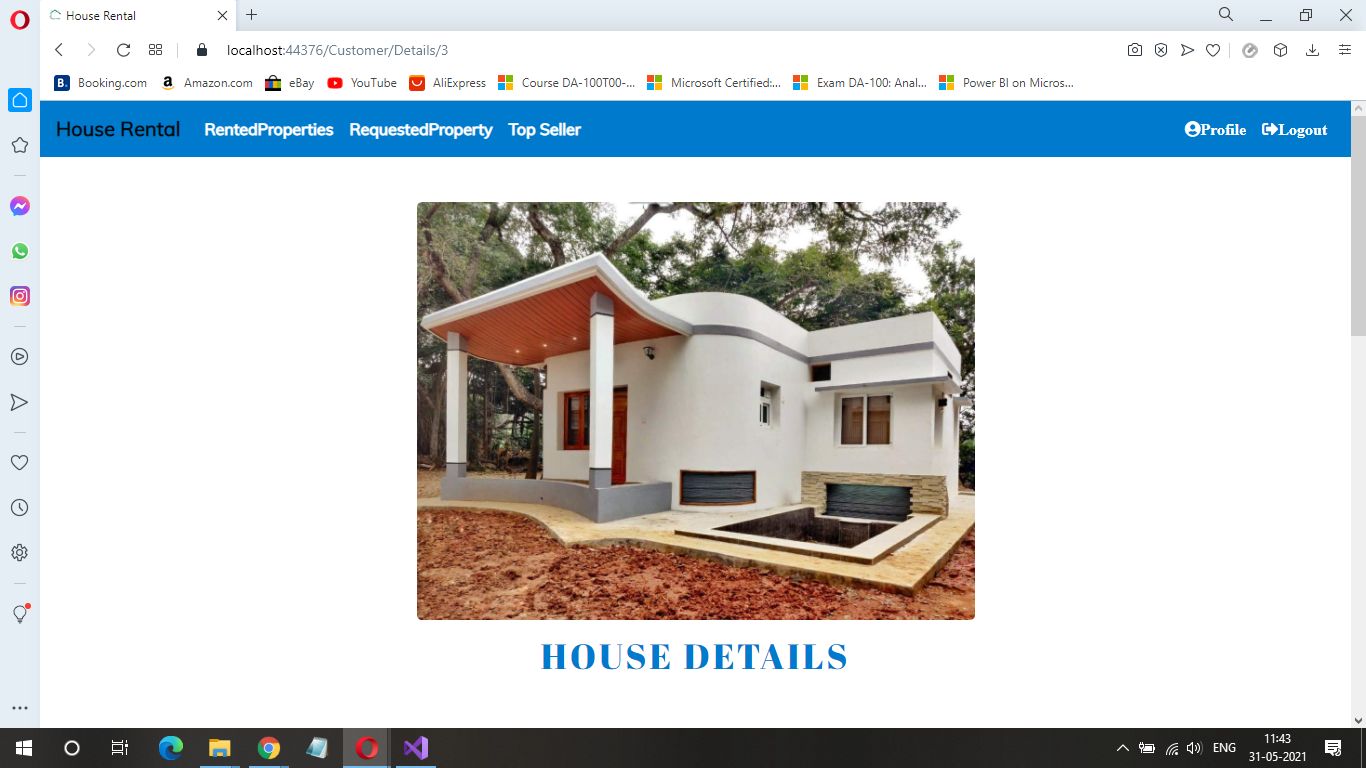 House Rental
localhost:44376/Customer/Details/3
B. Booking.com
a Amazon.com
eBay
YouTube
AliExpress
Course DA-100T00-...
Microsoft Certified:...
Exam DA-100: Anal...
Power BI on Micros...
House Rental
RentedProperties
RequestedProperty
Top Seller
Profile
Logout
HOUSE DETAILS
ENG
11:43
31-05-2021